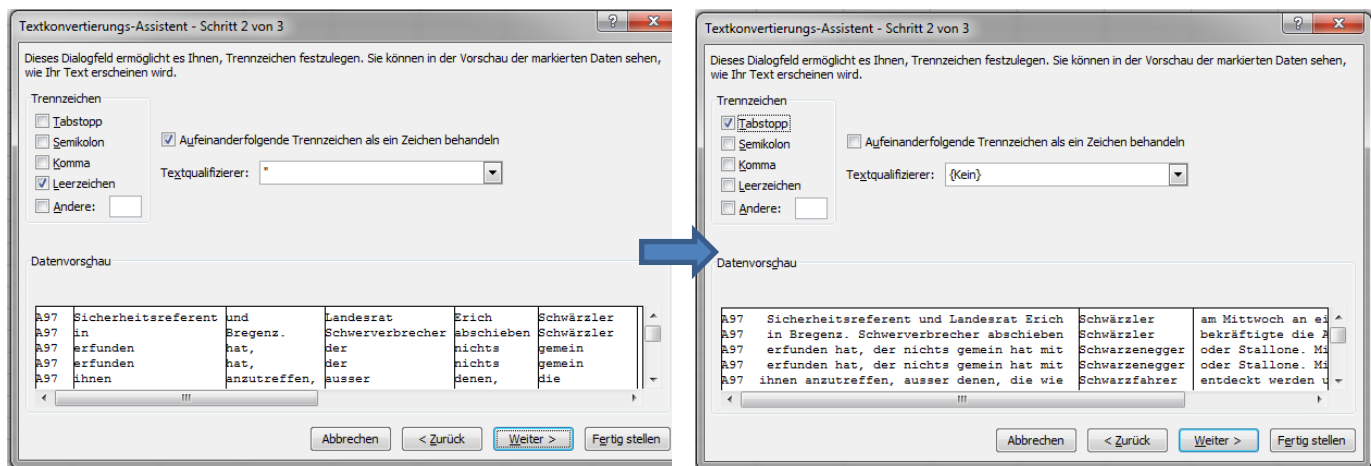 Textkonvertierungs-Assistent - Schritt 2 von 3
Dieses Dialogfeld ermöglicht es Ihnen, Trennzeichen festzulegen. Sie können in der Vorschau der markierten Daten sehen,
wie Ihr Text erscheinen wird.
Trennzeichen
Tabstopp
Semikolon
Komma
Leerzeichen
Andere:
Aufeinanderfolgende Trennzeichen als ein Zeichen behandeln
Textqualifizierer: "
Datenvorschau
A97 Sicherheitsreferent und Landesrat Erich Schwärzler
A97 in Bregenz. Schwerverbrecher abschieben Schwärzler
A97 erfunden hat, der nichts gemein
A97 erfunden hat, der nichts gemein
A97 ihnen anzutreffen, ausser denen, die
Abbrechen < Zurück Weiter > Fertig stellen
Textkonvertierungs-Assistent - Schritt 2 von 3
Dieses Dialogfeld ermöglicht es Ihnen, Trennzeichen festzulegen. Sie können in der Vorschau der markierten Daten sehen,
wie Ihr Text erscheinen wird.
Trennzeichen
Tabstopp
Semikolon
Komma
Leerzeichen
Andere:
Aufeinanderfolgende Trennzeichen als ein Zeichen behandeln
Textqualifizierer: {Kein}
Datenvorschau
A97 Sicherheitsreferent und Landesrat Erich Schwärzler am Mittwoch an ei
A97 in Bregenz. Schwerverbrecher abschieben Schwärzler bekräftigte die A
A97 erfunden hat, der nichts gemein hat mit Schwarzenegger oder Stallone. Mi
A97 erfunden hat, der nichts gemein hat mit Schwarzenegger oder Stallone. Mi
A97 ihnen anzutreffen, ausser denen, die wie Schwarzfahrer entdeckt werden u
Abbrechen < Zurück Weiter > Fertig stellen